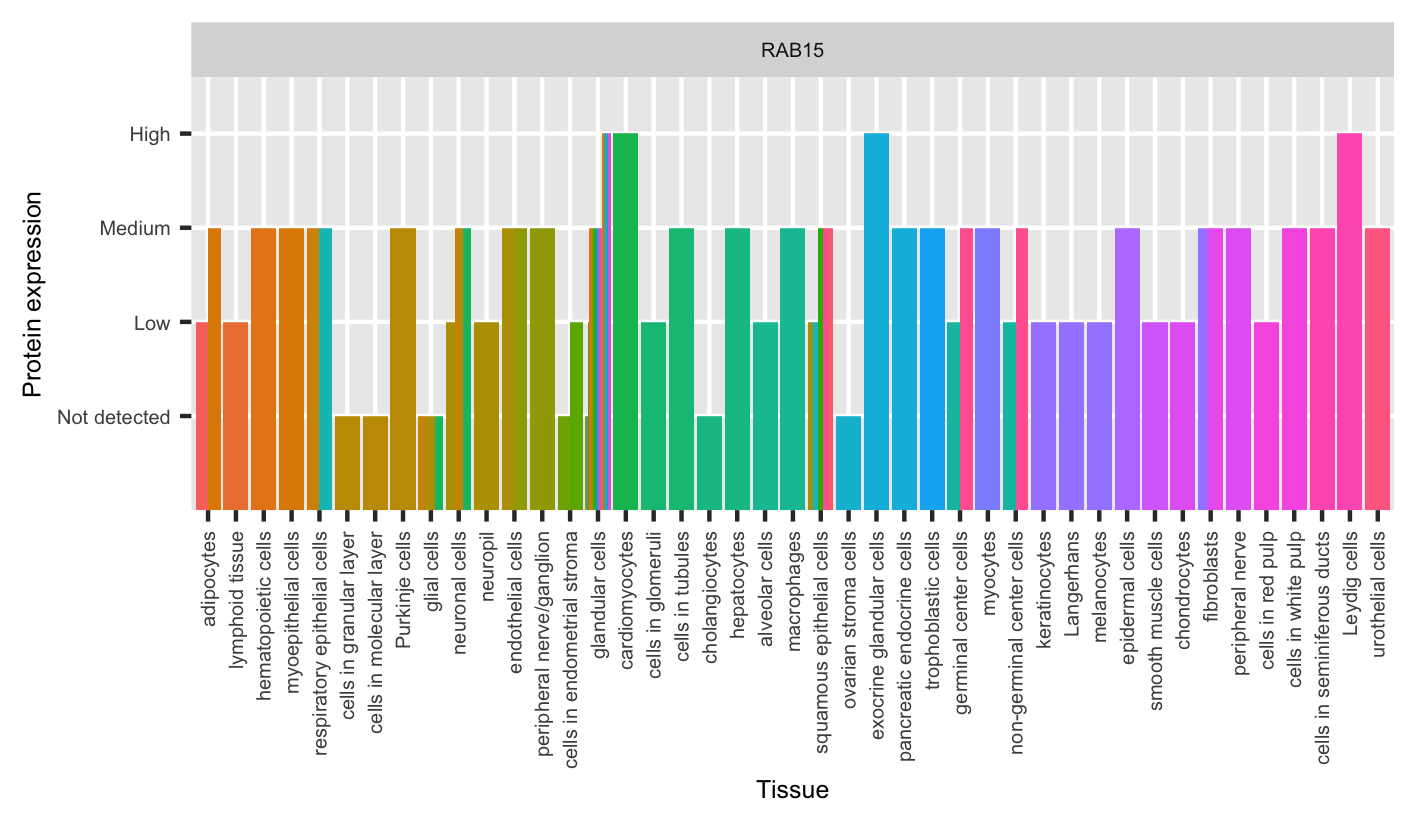 RAB15
Protein expression
High
Medium
Low
Not detected
adipocytes
lymphoid tissue
hematopoietic cells
myoepithelial cells
respiratory epithelial cells
cells in granular layer
cells in molecular layer
Purkinje cells
glial cells
neuronal cells
neuropil
endothelial cells
peripheral nerve/ganglion
cells in endometrial stroma
glandular cells
cardiomyocytes
cells in glomeruli
cells in tubules
cholangiocytes
hepatocytes
alveolar cells
macrophages
squamous epithelial cells
ovarian stroma cells
exocrine glandular cells
pancreatic endocrine cells
trophoblastic cells
germinal center cells
myocytes
non-germinal center cells
keratinocytes
Langerhans
melanocytes
epidermal cells
smooth muscle cells
chondrocytes
fibroblasts
peripheral nerve
cells in red pulp
cells in white pulp
cells in seminiferous ducts
Leydig cells
urothelial cells
Tissue